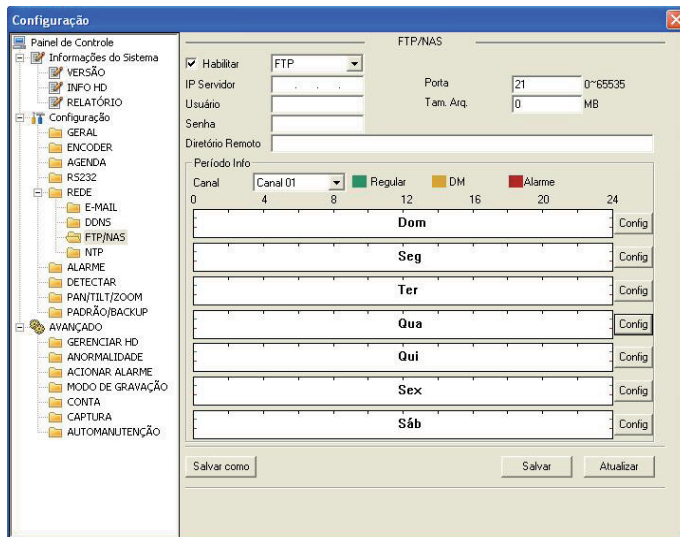 Configuração
Painel de Controle
Informações do Sistema
VERSÃO
INFO HD
RELATÓRIO
Configuração
GERAL
ENCODER
AGENDA
RS232
REDE
E-MAIL
DDNS
FTP/NAS
NTP
ALARME
DETECTAR
PAN/TILT/ZOOM
PADRÃO/BACKUP
AVANÇADO
GERENCIAR HD
ANORMALIDADE
ACIONAR ALARME
MODO DE GRAVAÇÃO
CONTA
CAPTURA
AUTOMANUTENÇÃO
FTP/NAS
Habilitar FTP
IP Servidor . . . Porta 21 0~65535
Usuário Tam. Arq. 0 MB
Senha
Diretório Remoto
Período Info
Canal Canal 01 Regular DM Alarme
0 4 8 12 16 20 24
Dom Config
Seg Config
Ter Config
Qua Config
Qui Config
Sex Config
Sáb Config
Salvar como Salvar Atualizar